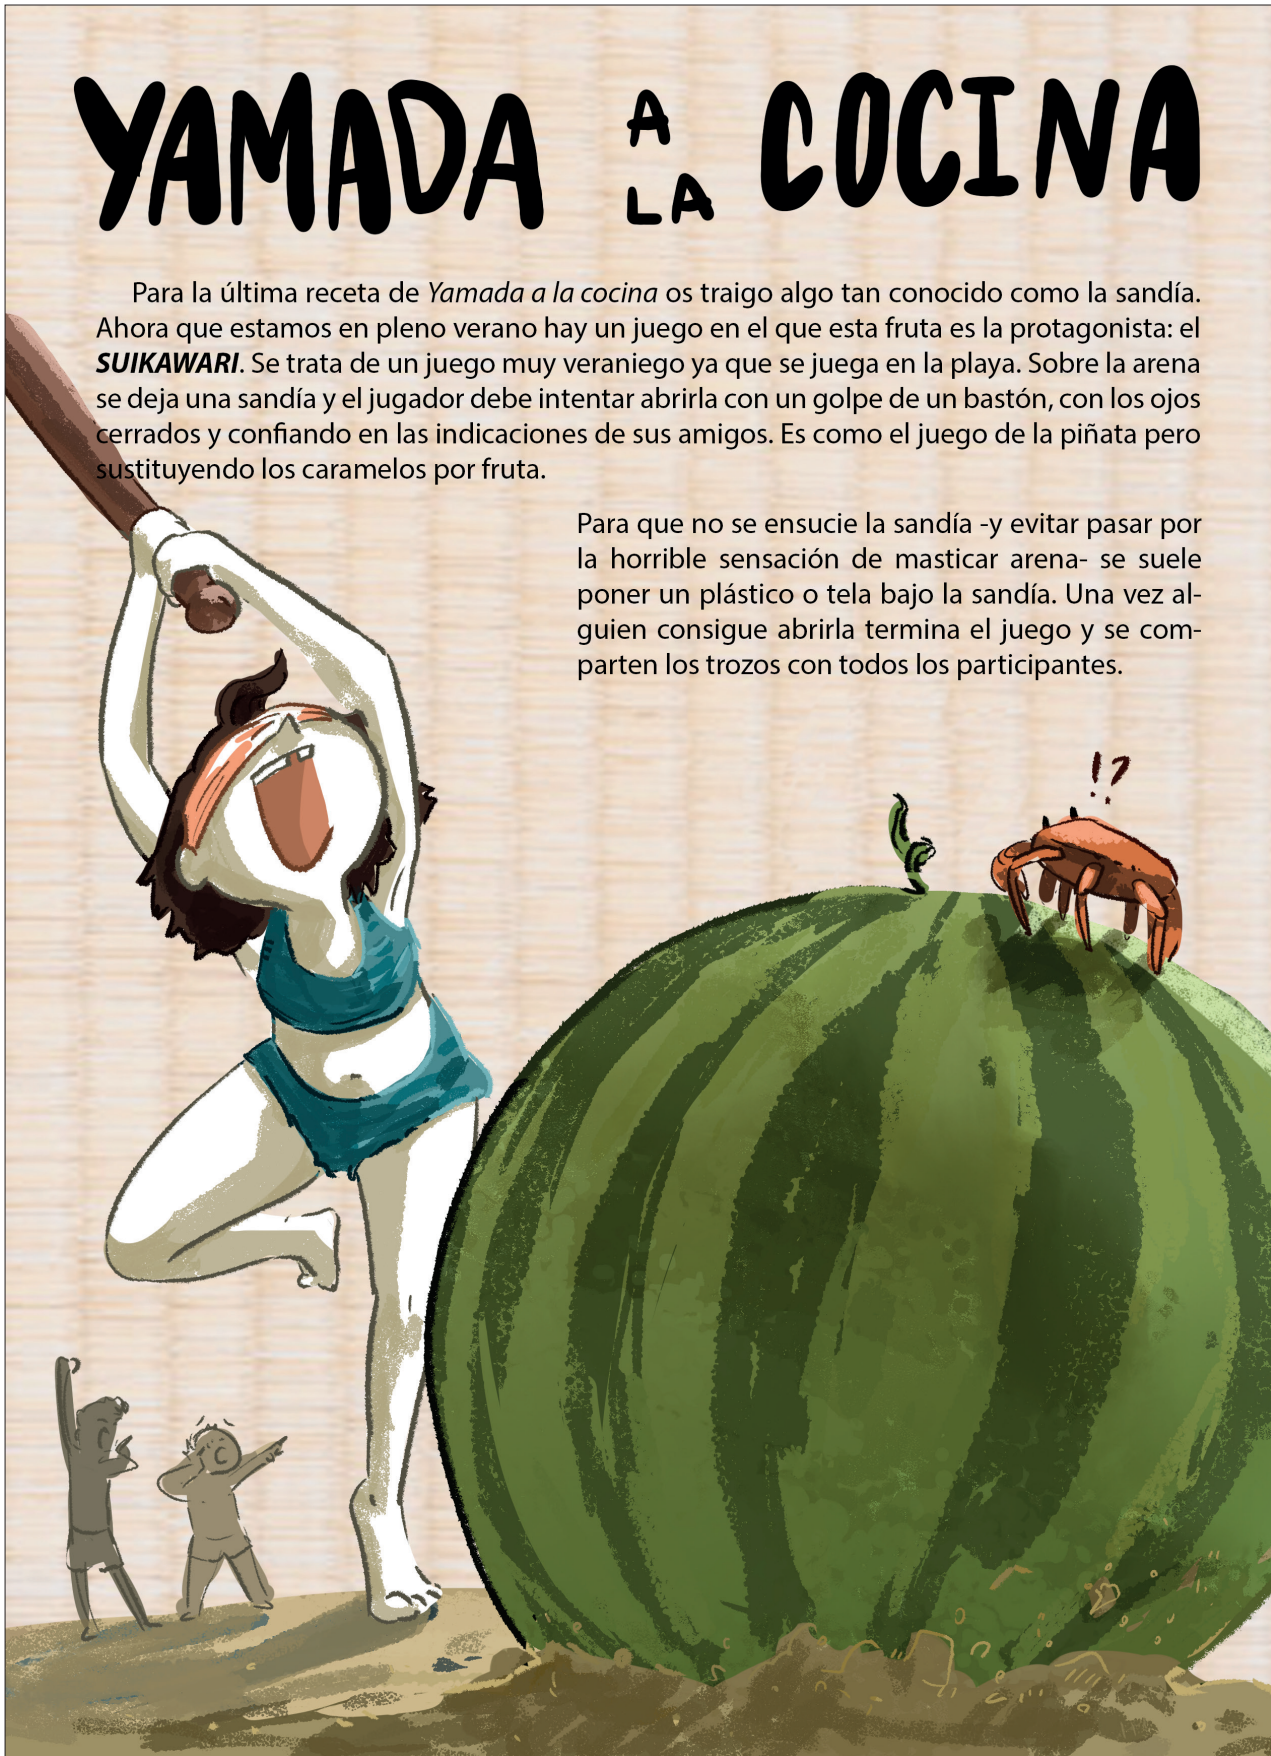 YAMADA A LA COCINA
Para la última receta de Yamada a la cocina os traigo algo tan conocido como la sandía.
Ahora que estamos en pleno verano hay un juego en el que esta fruta es la protagonista: el
SUIKAWARI. Se trata de un juego muy veraniego ya que se juega en la playa. Sobre la arena
se deja una sandía y el jugador debe intentar abrirla con un golpe de un bastón, con los ojos
cerrados y confiando en las indicaciones de sus amigos. Es como el juego de la piñata pero
sustituyendo los caramelos por fruta.
Para que no se ensucie la sandía -y evitar pasar por
la horrible sensación de masticar arena- se suele
poner un plástico o tela bajo la sandía. Una vez al-
guien consigue abrirla termina el juego y se com-
parten los trozos con todos los participantes.
!?